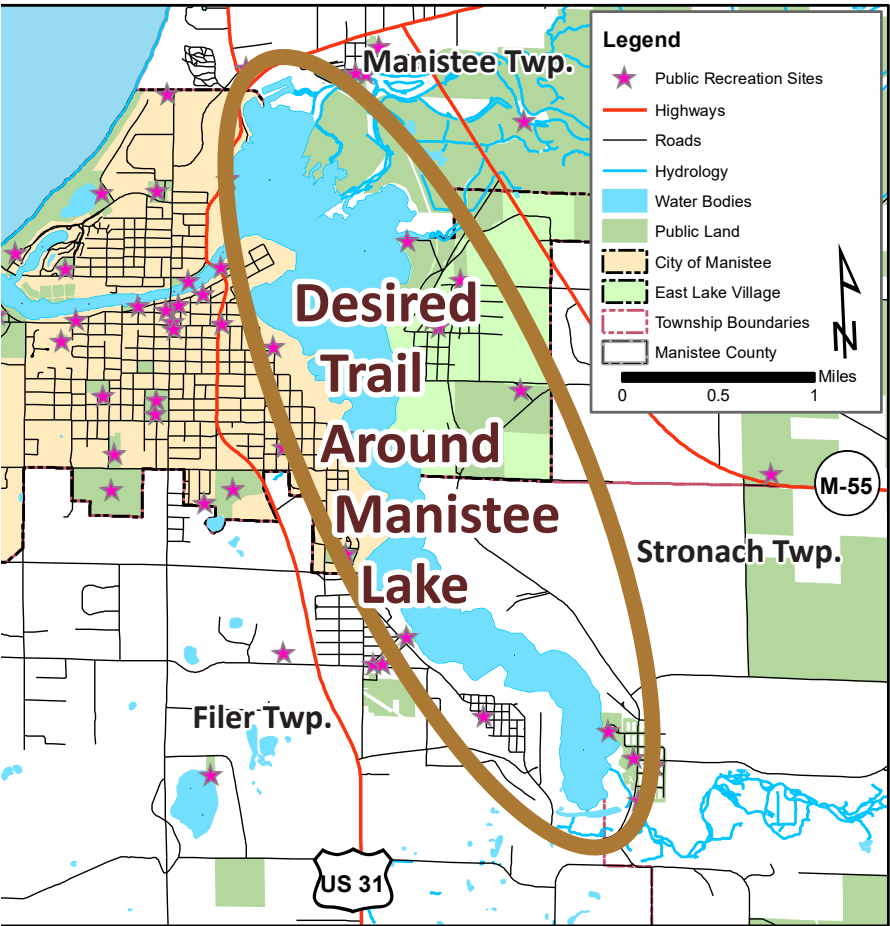 Manistee Twp.
Legend
Public Recreation Sites
Highways
Roads
Hydrology
Water Bodies
Public Land
City of Manistee
East Lake Village
Township Boundaries
Manistee County
N
Miles
0 0.5 1
Desired
Trail
Around
Manistee
Lake
M-55
Stronach Twp.
Filer Twp.
US 31